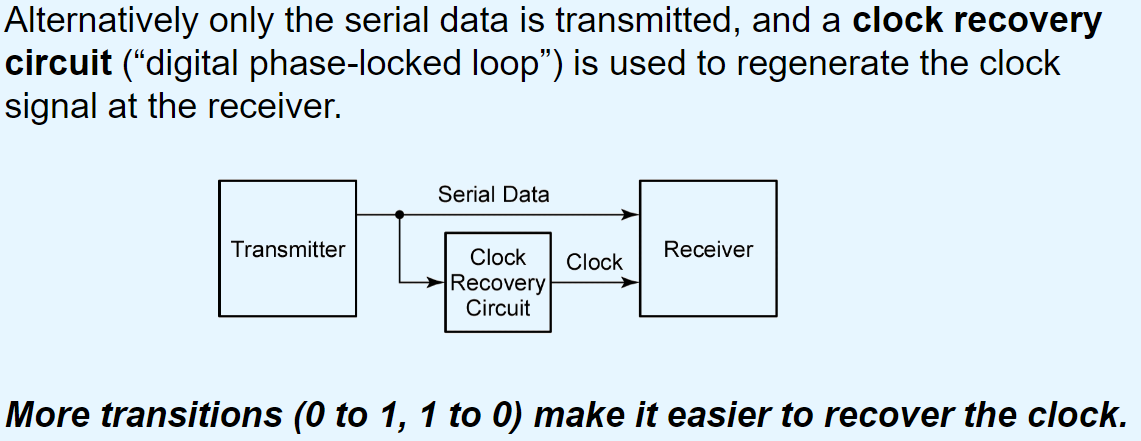 Alternatively only the serial data is transmitted, and a clock recovery
circuit (“digital phase-locked loop”) is used to regenerate the clock
signal at the receiver.
Serial Data
Transmitter
Clock
Recovery
Circuit
Clock
Receiver
More transitions (0 to 1, 1 to 0) make it easier to recover the clock.